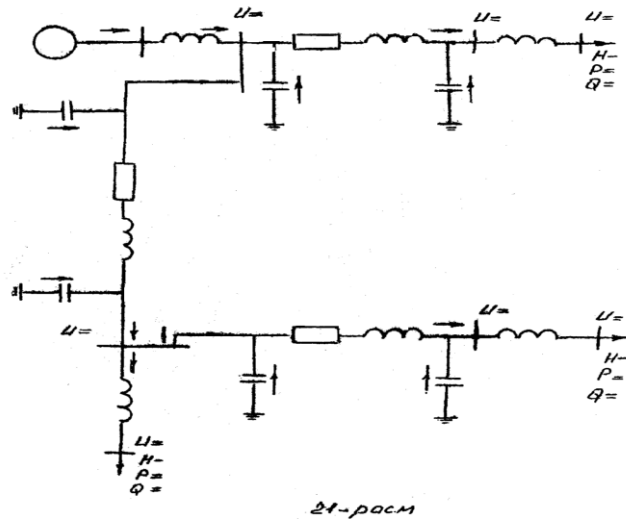 U=
U=
U=
H-
P=
Q=
U=
U=
H-
P=
Q=
U=
H-
P=
Q=
21-расм